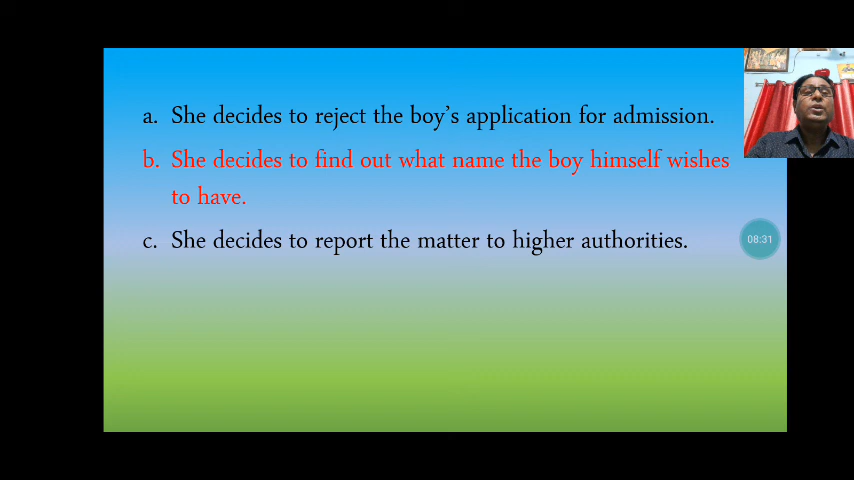 a. She decides to reject the boy's application for admission.
b. She decides to find out what name the boy himself wishes
to have.
c. She decides to report the matter to higher authorities.
08:31